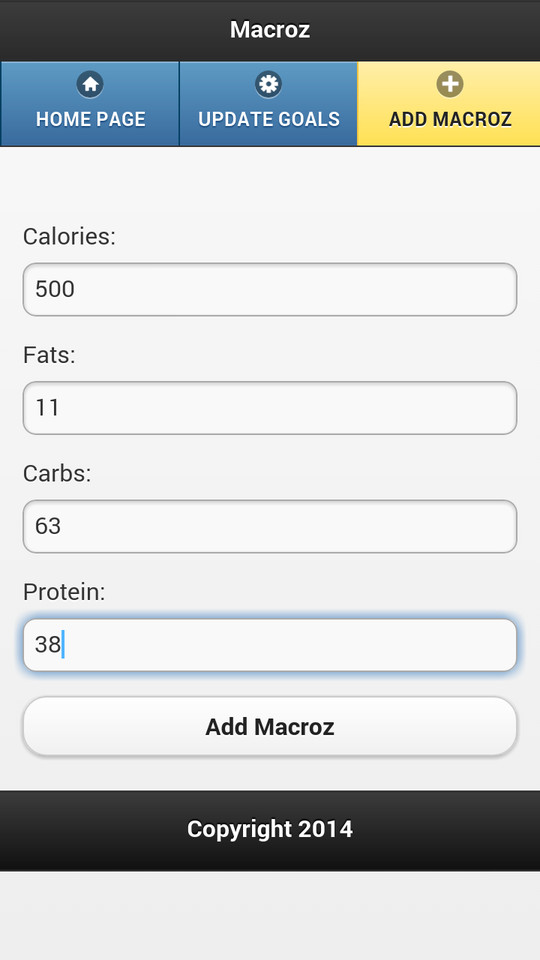 Macroz
HOME PAGE
UPDATE GOALS
ADD MACROZ
Calories:
500
Fats:
11
Carbs:
63
Protein:
38
Add Macroz
Copyright 2014